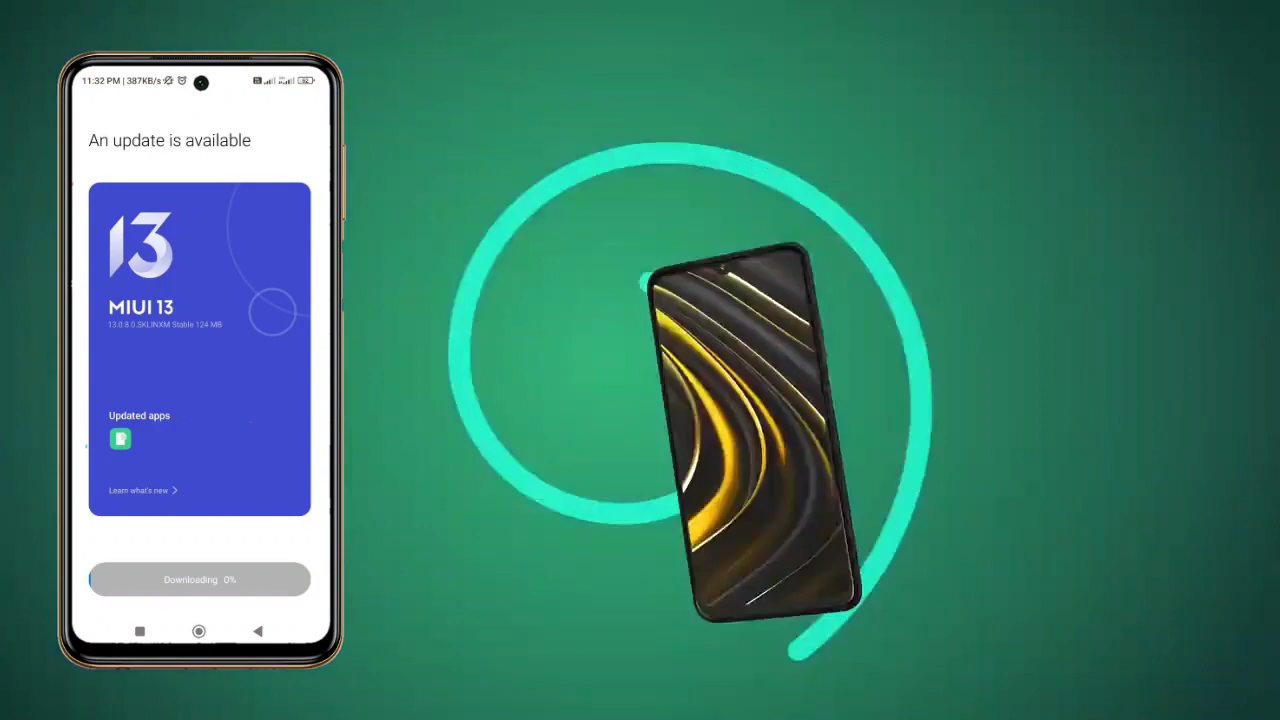 11:32 PM | 387KB/s
An update is available
13
MIUI 13
13.0.8.0.SKLINXM Stable 124 MB
Updated apps
Learn what's new
Downloading 0%